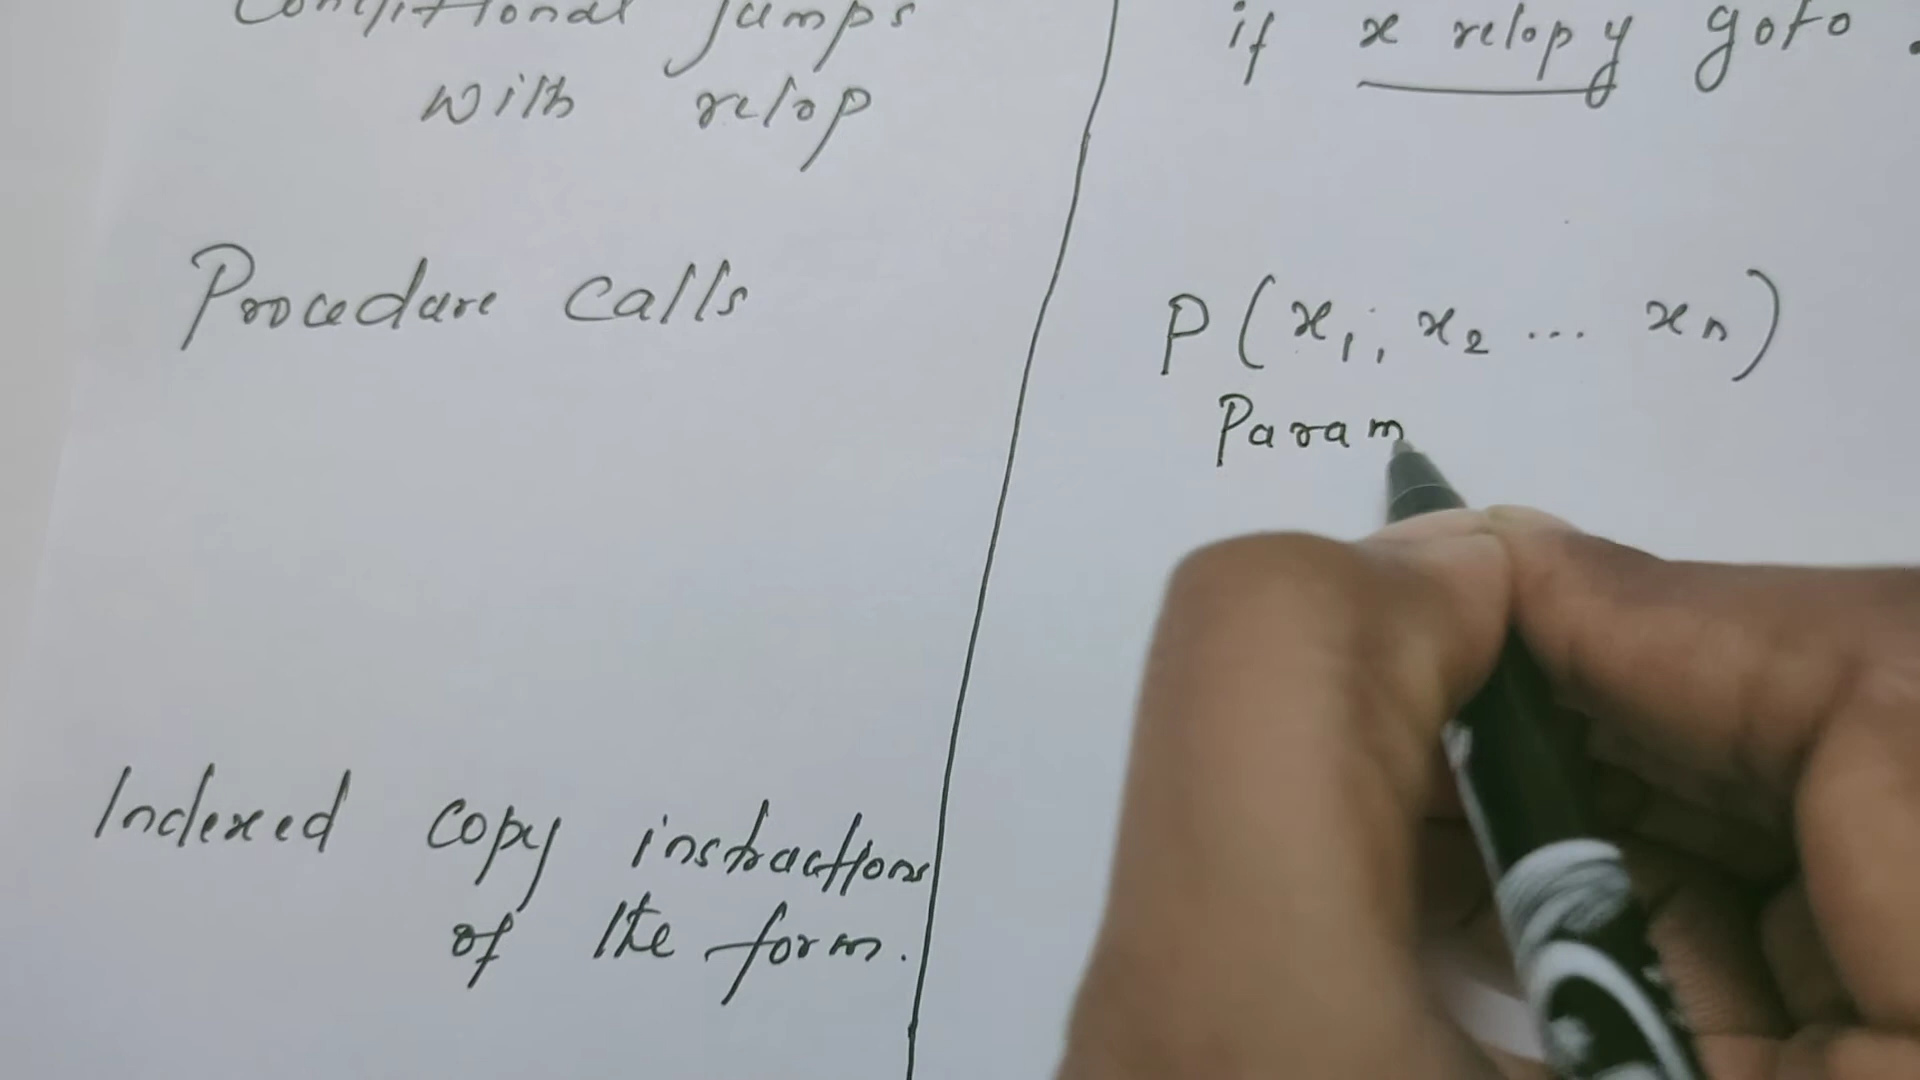 Conditional Jumps
with relop
if x relop y goto
Procedure calls
P(x1, x2 ... xn)
Param
Indexed copy instructions
of the form.